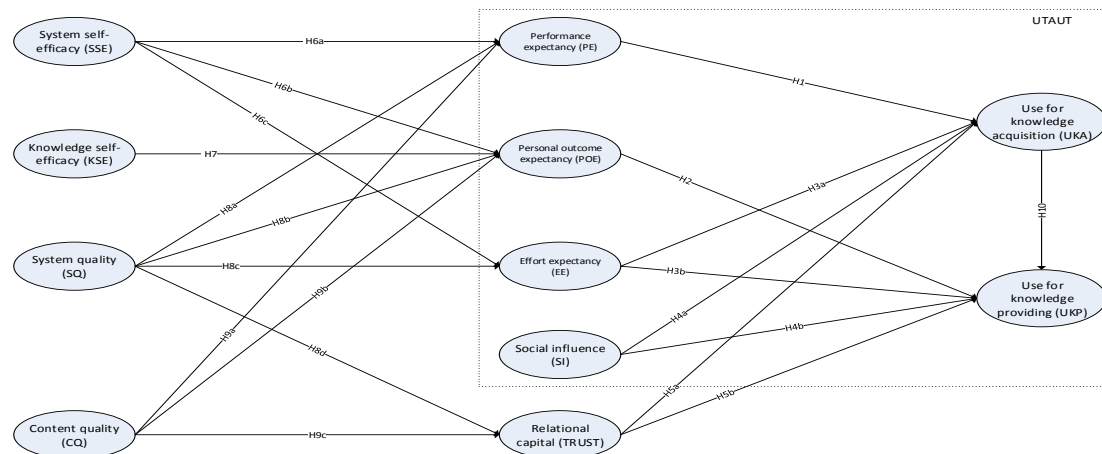 UTAUT
System self-
efficacy (SSE)
Knowledge self-
efficacy (KSE)
System quality
(SQ)
Content quality
(CQ)
H6a
H6b
H6c
H7
H8a
H8b
H8c
H8d
H9a
H9b
H9c
Performance
expectancy (PE)
Personal outcome
expectancy (POE)
Effort expectancy
(EE)
Social influence
(SI)
Relational
capital (TRUST)
H1
H2
H3a
H3b
H4a
H4b
H5a
H5b
Use for
knowledge
acquisition (UKA)
H10
Use for
knowledge
providing (UKP)